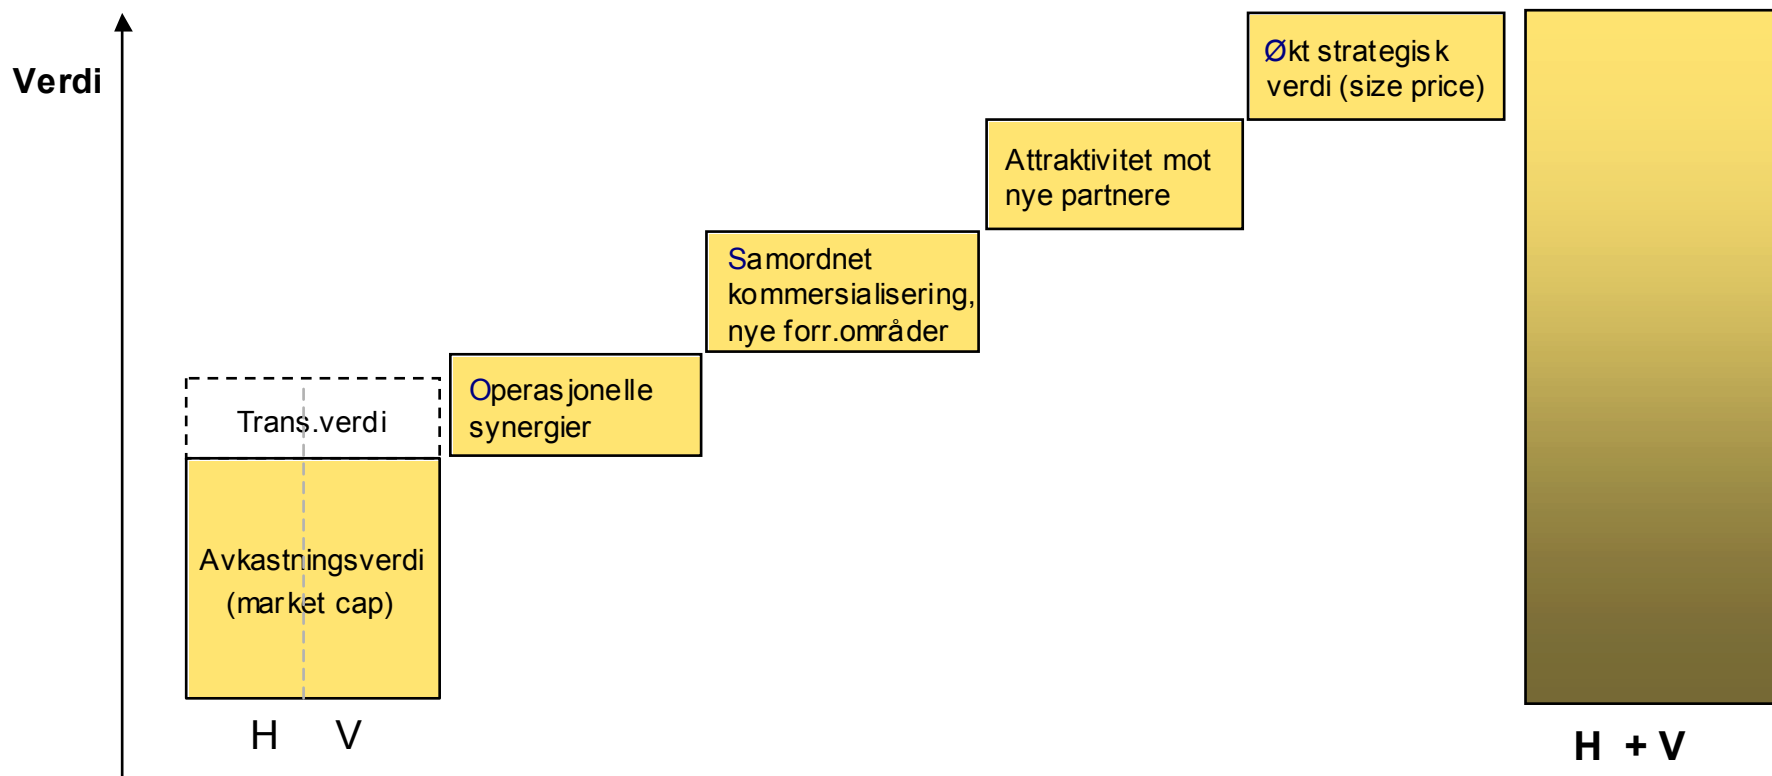 Verdi
Økt strategisk
verdi (size price)
Attraktivitet mot
nye partnere
Samordnet
kommersialisering,
nye forr.områder
Operasjonelle
synergier
Trans.verdi
Avkastningsverdi
(market cap)
H V
H + V